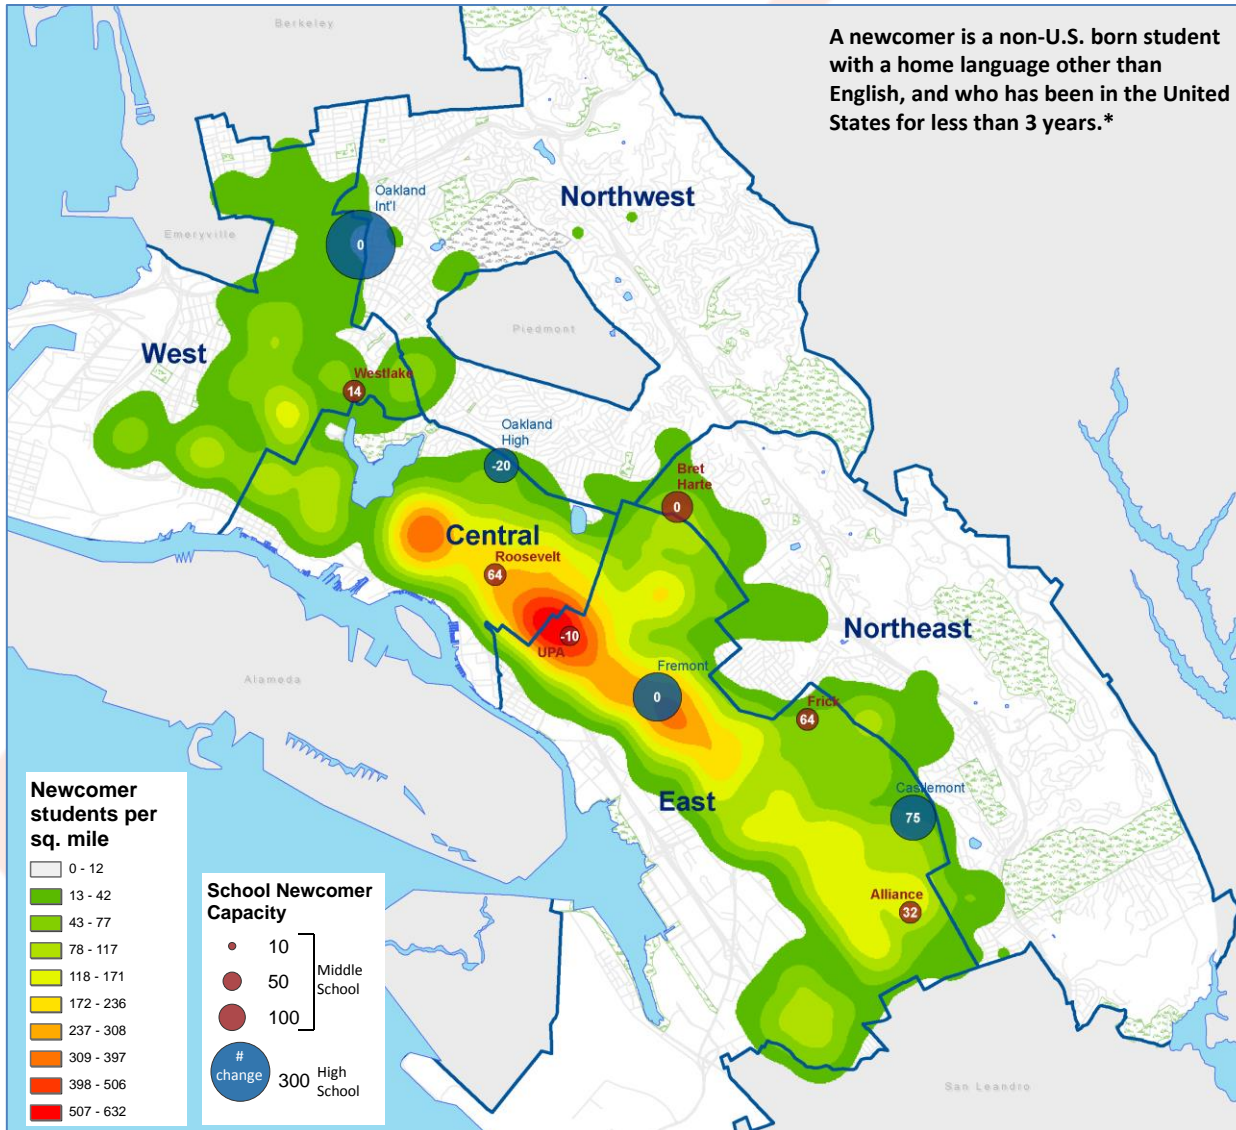 Berkeley
A newcomer is a non-U.S. born student
with a home language other than
English, and who has been in the United
States for less than 3 years.*
Oakland
Int'l
0
Northwest
Emeryville
Piedmont
West
Westlake
14
Oakland
High
-20
Bret
Harte
0
Central
Roosevelt
64
-10
UPA
Northeast
Fremont
0
Alameda
Frick
64
East
Castlemont
75
Alliance
32
San Leandro
Newcomer
students per
sq. mile
0 - 12
13 - 42
43 - 77
78 - 117
118 - 171
172 - 236
237 - 308
309 - 397
398 - 506
507 - 632
School Newcomer
Capacity
10
50
100
Middle
School
#
change
300 High
School